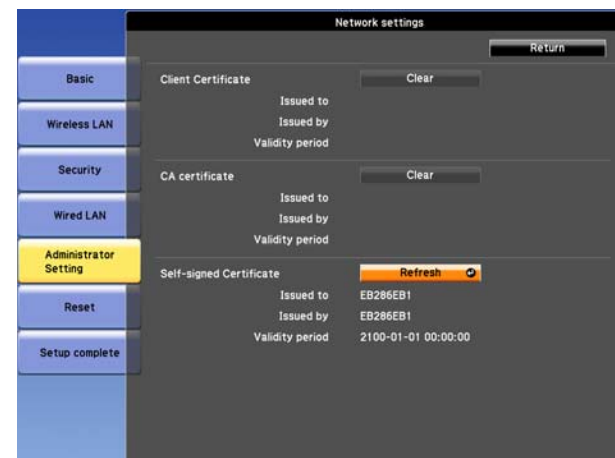 Network settings
Return
Basic
Wireless LAN
Security
Wired LAN
Administrator
Setting
Reset
Setup complete
Client Certificate Clear
Issued to
Issued by
Validity period
CA certificate Clear
Issued to
Issued by
Validity period
Self-signed Certificate Refresh
Issued to EB286EB1
Issued by EB286EB1
Validity period 2100-01-01 00:00:00